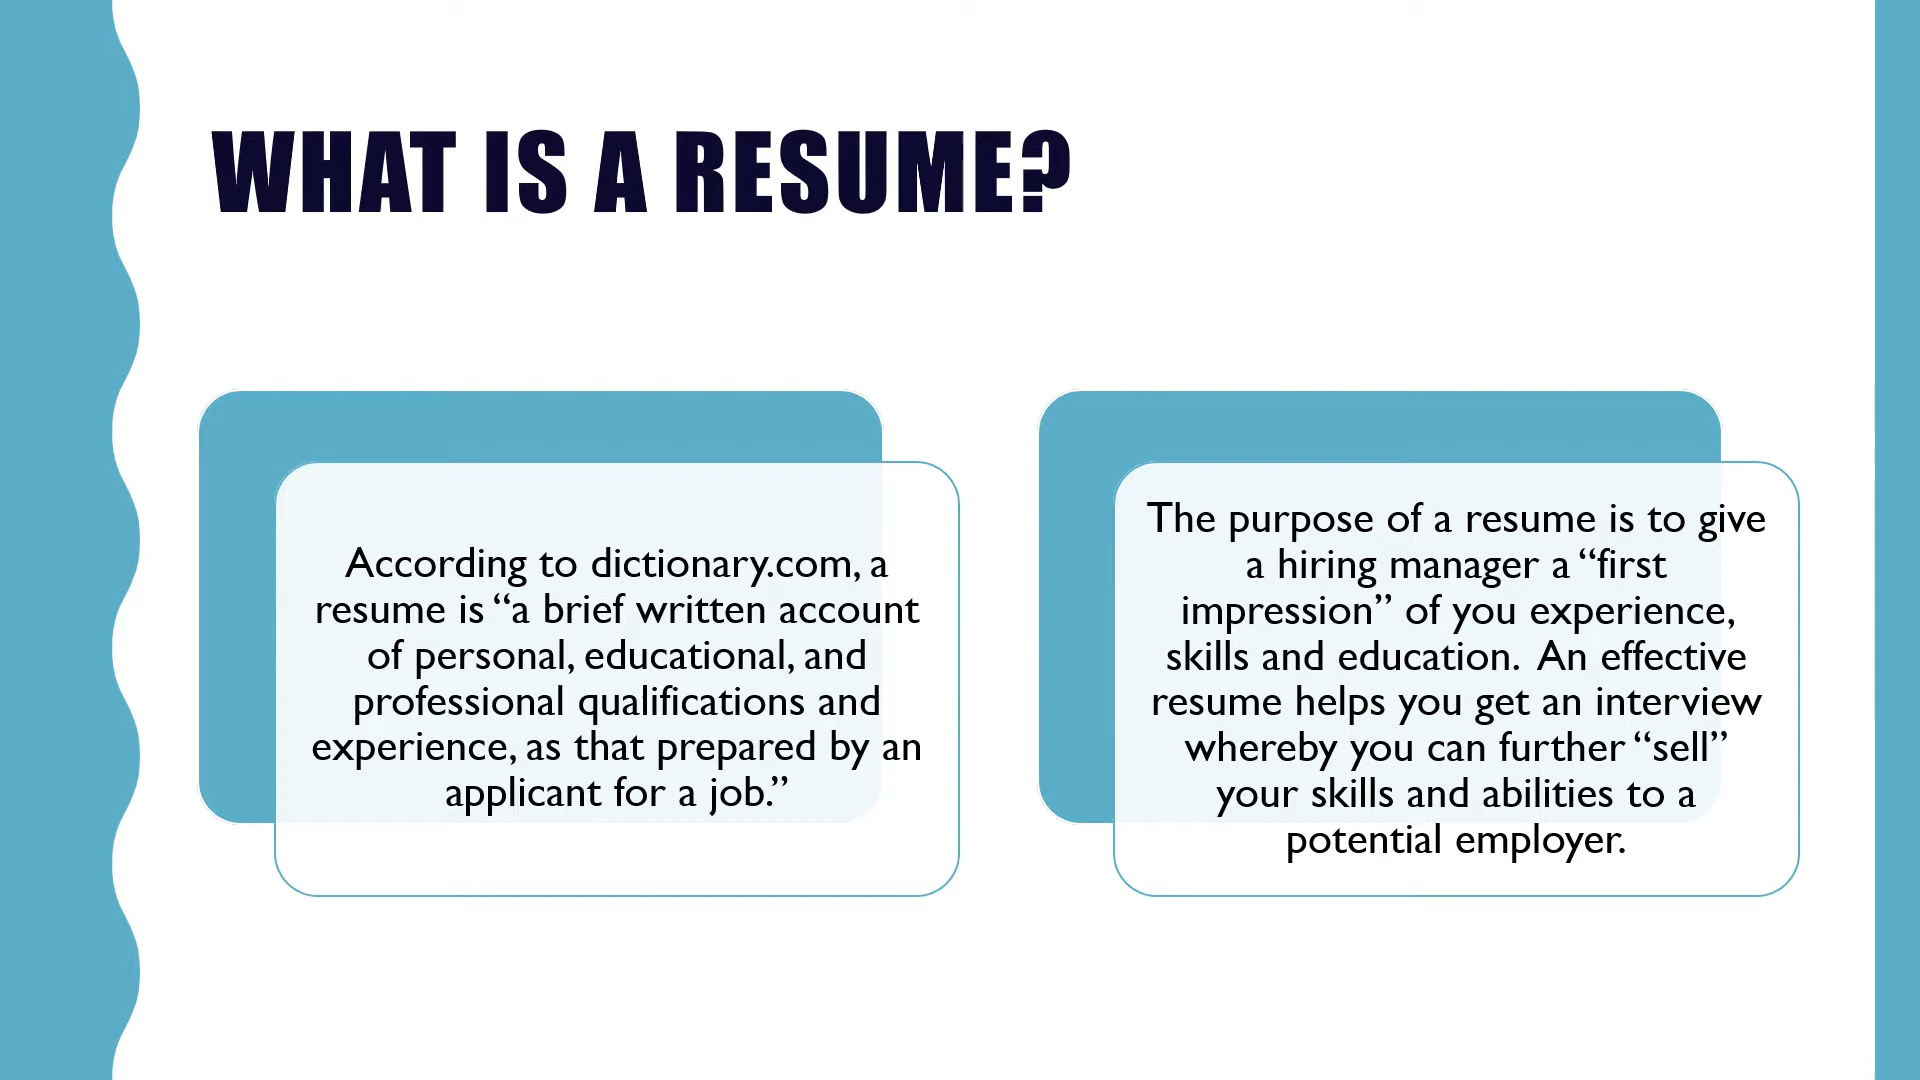 WHAT IS A RESUME?
According to dictionary.com, a
resume is “a brief written account
of personal, educational, and
professional qualifications and
experience, as that prepared by an
applicant for a job.”
The purpose of a resume is to give
a hiring manager a “first
impression” of you experience,
skills and education.  An effective
resume helps you get an interview
whereby you can further “sell”
your skills and abilities to a
potential employer.